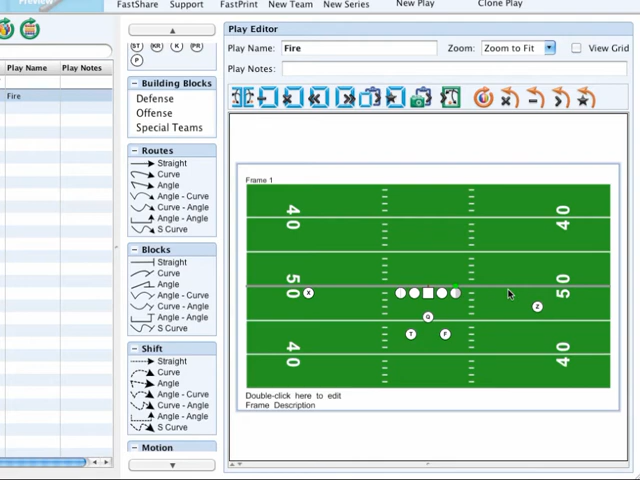 Preview
FastShare Support FastPrint New Team New Series New Play Clone Play
Play Editor
Play Name: Fire Zoom: Zoom to Fit View Grid
Play Notes:
Play Name Play Notes
Fire
ST KR K PR
P
Building Blocks
Defense
Offense
Special Teams
Routes
Straight
Curve
Angle
Angle - Curve
Curve - Angle
Angle - Angle
S Curve
Blocks
Straight
Curve
Angle
Angle - Curve
Curve - Angle
Angle - Angle
S Curve
Shift
Straight
Curve
Angle
Angle - Curve
Curve - Angle
Angle - Angle
S Curve
Motion
Frame 1
40 40
50 50
X Z
Q
T F
40 40
Double-click here to edit
Frame Description